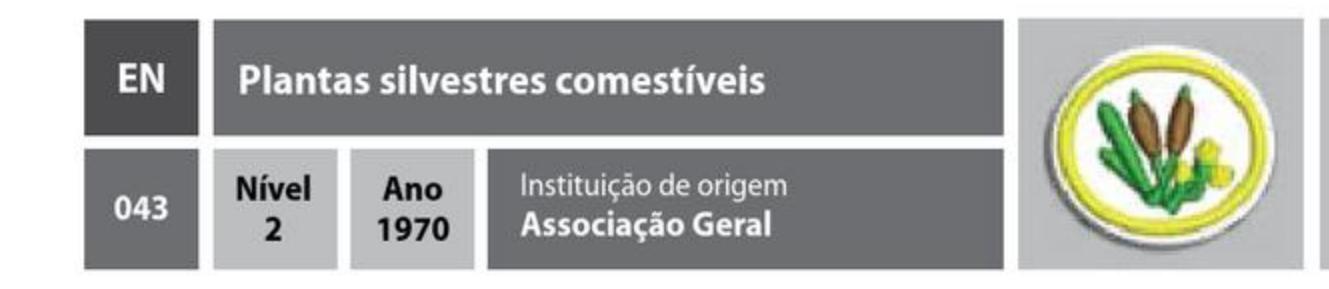 EN
Plantas silvestres comestíveis
043
Nível
2
Ano
1970
Instituição de origem
Associação Geral